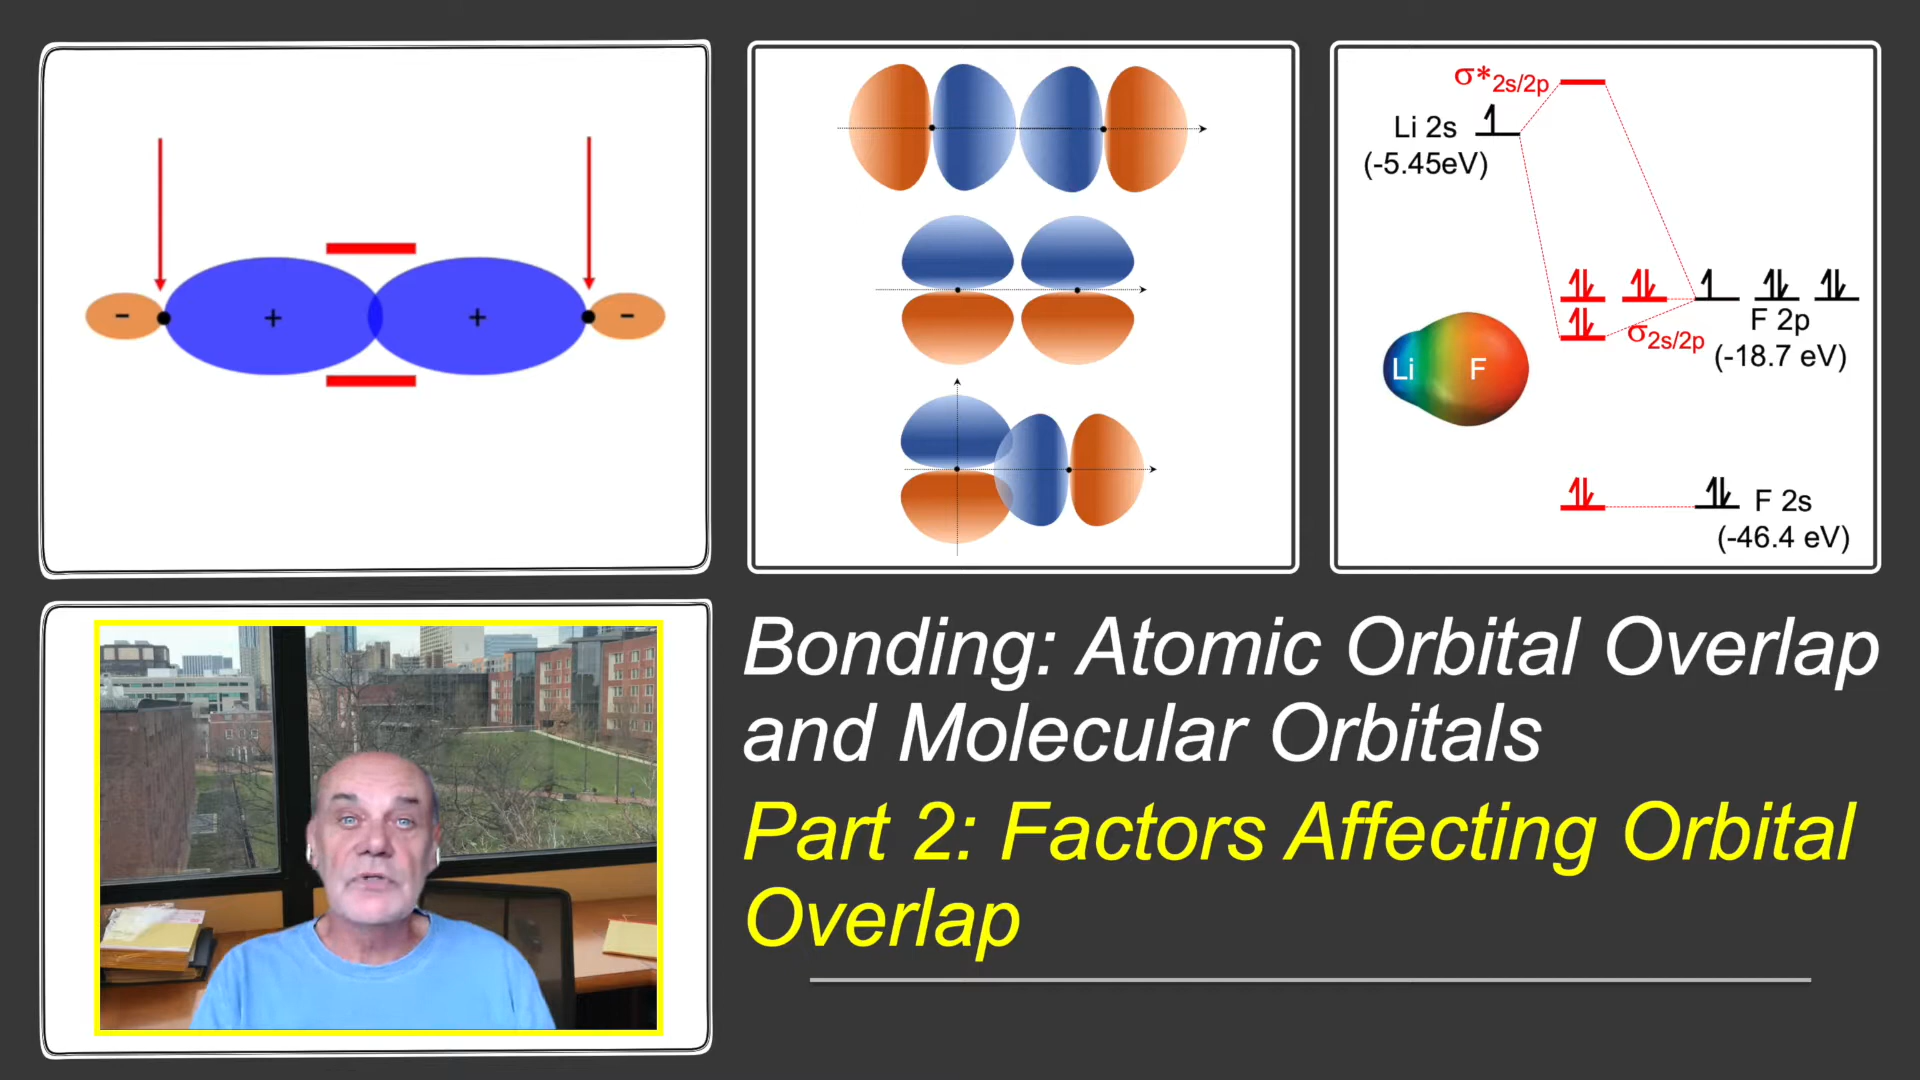 - + + -
σ*2s/2p
Li 2s
(-5.45eV)
σ2s/2p
F 2p
(-18.7 eV)
Li F
F 2s
(-46.4 eV)
Bonding: Atomic Orbital Overlap
and Molecular Orbitals
Part 2: Factors Affecting Orbital
Overlap